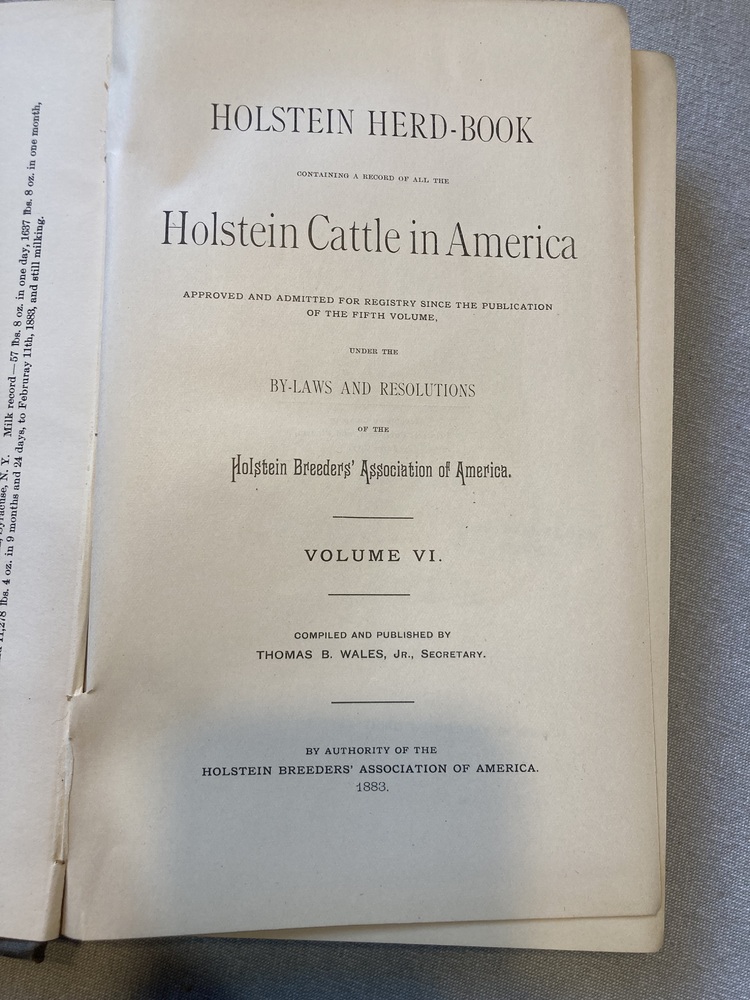 Syracuse, N. Y. Milk record—57 lbs. 8 oz. in one day, 1637 lbs. 8 oz. in one month,
11,278 lbs. 4 oz. in 9 months and 24 days, to Februray 11th, 1883, and still milking.
HOLSTEIN HERD-BOOK
CONTAINING A RECORD OF ALL THE
Holstein Cattle in America
APPROVED AND ADMITTED FOR REGISTRY SINCE THE PUBLICATION
OF THE FIFTH VOLUME,
UNDER THE
BY-LAWS AND RESOLUTIONS
OF THE
Holstein Breeders' Association of America.
VOLUME VI.
COMPILED AND PUBLISHED BY
THOMAS B. WALES, Jr., Secretary.
BY AUTHORITY OF THE
HOLSTEIN BREEDERS' ASSOCIATION OF AMERICA.
1883.